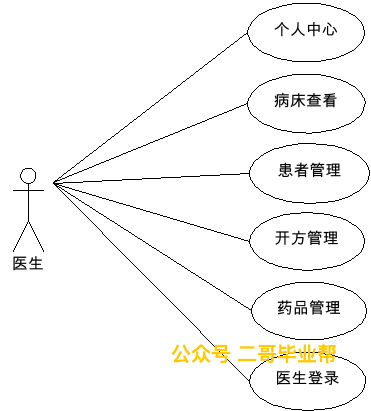 个人中心
病床查看
患者管理
医生
开方管理
药品管理
公众号 二哥毕业帮
医生登录